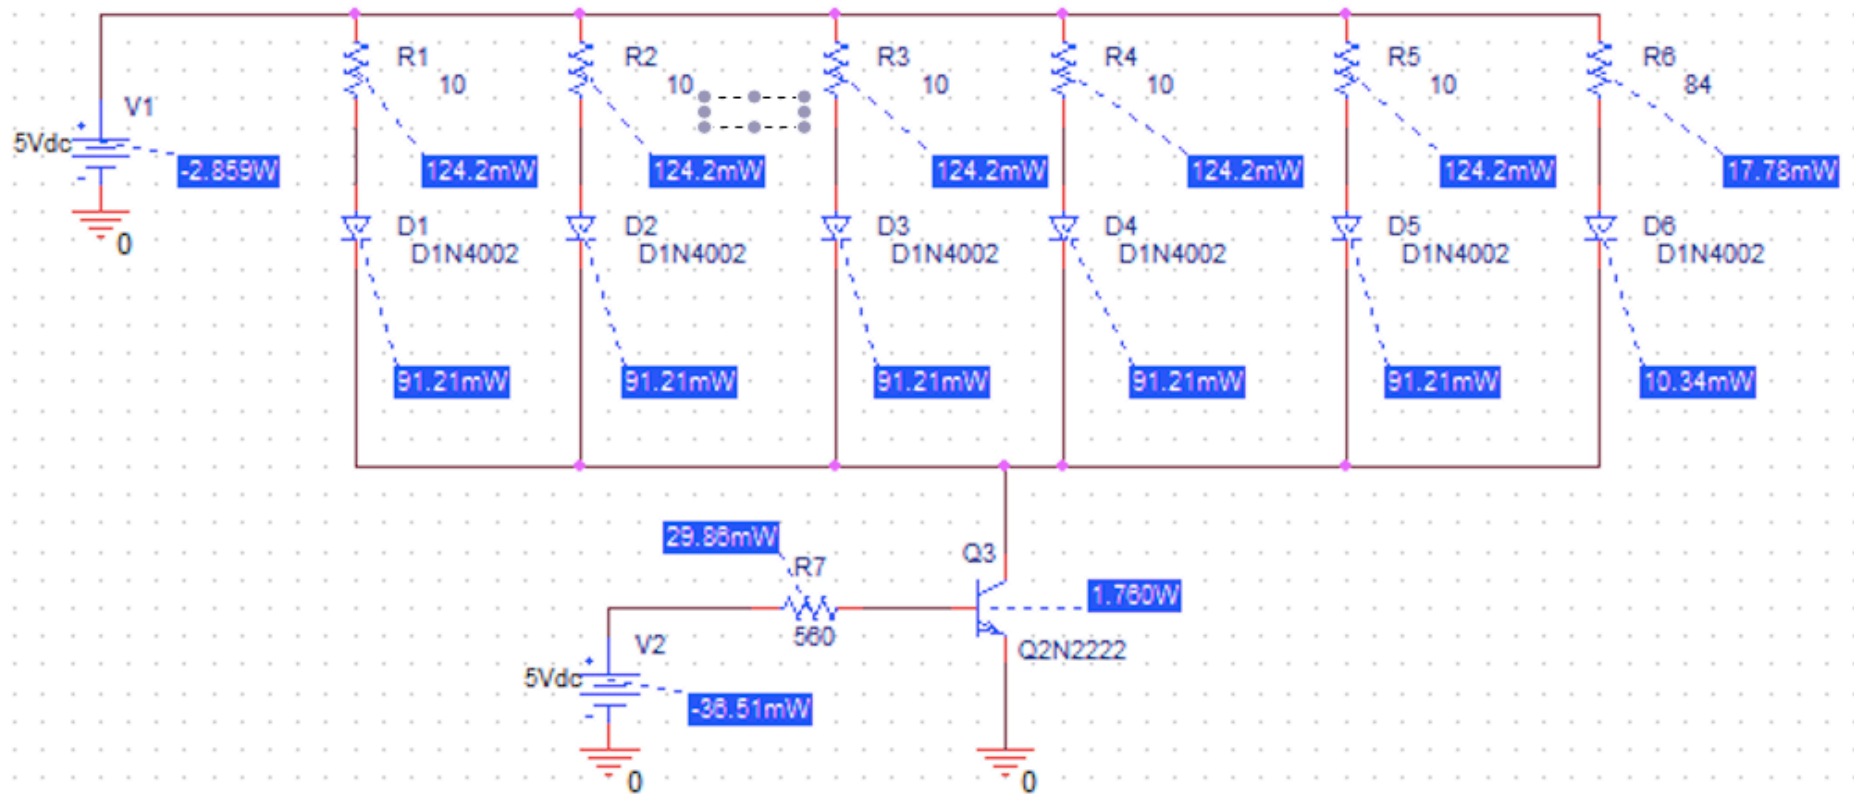 R1
10
R2
10
R3
10
R4
10
R5
10
R6
84
V1
5Vdc
-2.859W
124.2mW
124.2mW
124.2mW
124.2mW
124.2mW
17.78mW
0
D1
D1N4002
D2
D1N4002
D3
D1N4002
D4
D1N4002
D5
D1N4002
D6
D1N4002
91.21mW
91.21mW
91.21mW
91.21mW
91.21mW
10.34mW
29.86mW
R7
560
Q3
1.760W
Q2N2222
V2
5Vdc
-36.51mW
0
0